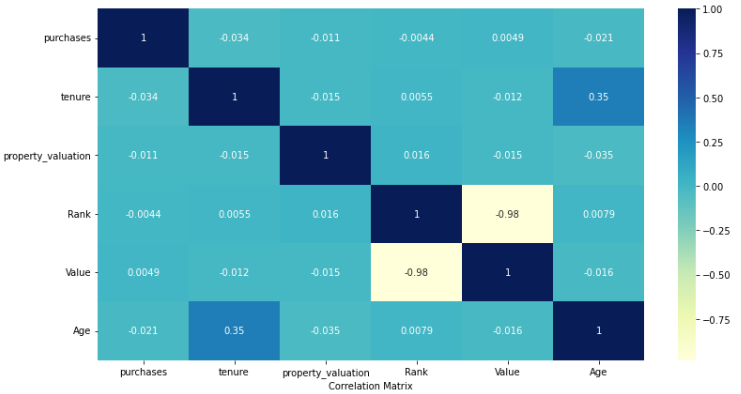 purchases 1 -0.034 -0.011 -0.0044 0.0049 -0.021
tenure -0.034 1 -0.015 0.0055 -0.012 0.35
property_valuation -0.011 -0.015 1 0.016 -0.015 -0.035
Rank -0.0044 0.0055 0.016 1 -0.98 0.0079
Value 0.0049 -0.012 -0.015 -0.98 1 -0.016
Age -0.021 0.35 -0.035 0.0079 -0.016 1
purchases tenure property_valuation Rank Value Age
Correlation Matrix
1.00
0.75
0.50
0.25
0.00
−0.25
−0.50
−0.75